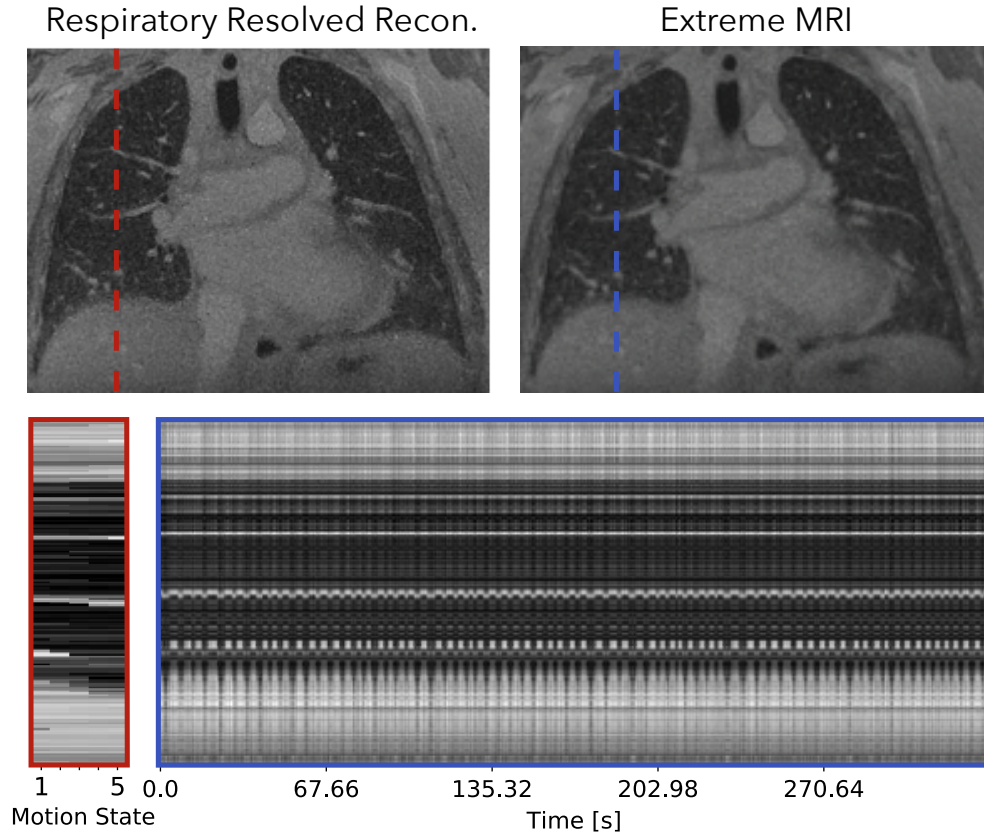 Respiratory Resolved Recon.
Extreme MRI
1 5
Motion State
0.0 67.66 135.32 202.98 270.64
Time [s]